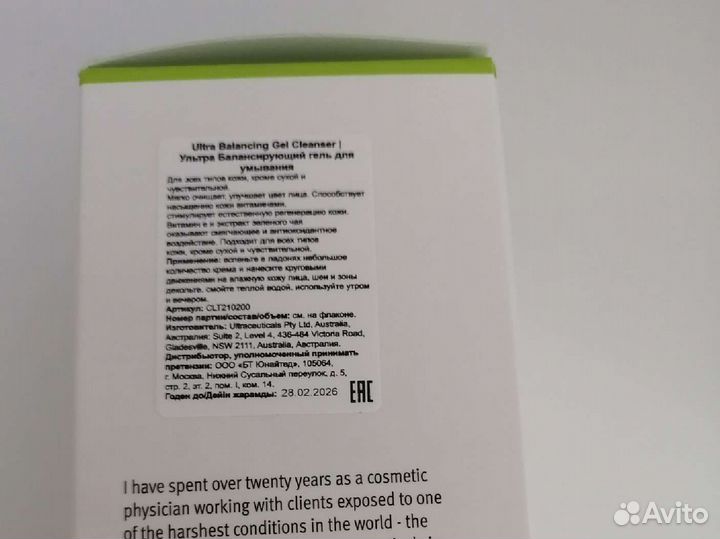 Ultra Balancing Gel Cleanser |
Ультра Балансирующий гель для
умывания
Для всех типов кожи, кроме сухой и
чувствительной.
Мягко очищает, улучшает цвет лица. Способствует
насыщению кожи витаминами,
стимулирует естественную регенерацию кожи.
Витамин е и экстракт зеленого чая
оказывают смягчающее и антиоксидантное
воздействие. Подходит для всех типов
кожи, кроме сухой и чувствительной.
Применение: вспеньте в ладонях небольшое
количество крема и нанесите круговыми
движениями на влажную кожу лица, шеи и зоны
декольте, смойте теплой водой, используйте утром
и вечером.
Артикул: CLT210200
Номер партии/состав/объем: см. на флаконе.
Изготовитель: Ultraceuticals Pty Ltd, Australia,
Австралия: Suite 2, Level 4, 436-484 Victoria Road,
Gladesville, NSW 2111, Australia, Австралия.
Дистрибьютор, уполномоченный принимать
претензии: ООО «БТ Юнайтед», 105064,
г. Москва, Нижний Сусальный переулок, д. 5,
стр. 2, эт. 2, пом. I, ком. 14.
Годен до/Дейін жарамды: 28.02.2026
EAC
I have spent over twenty years as a cosmetic
physician working with clients exposed to one
of the harshest conditions in the world - the
Avito